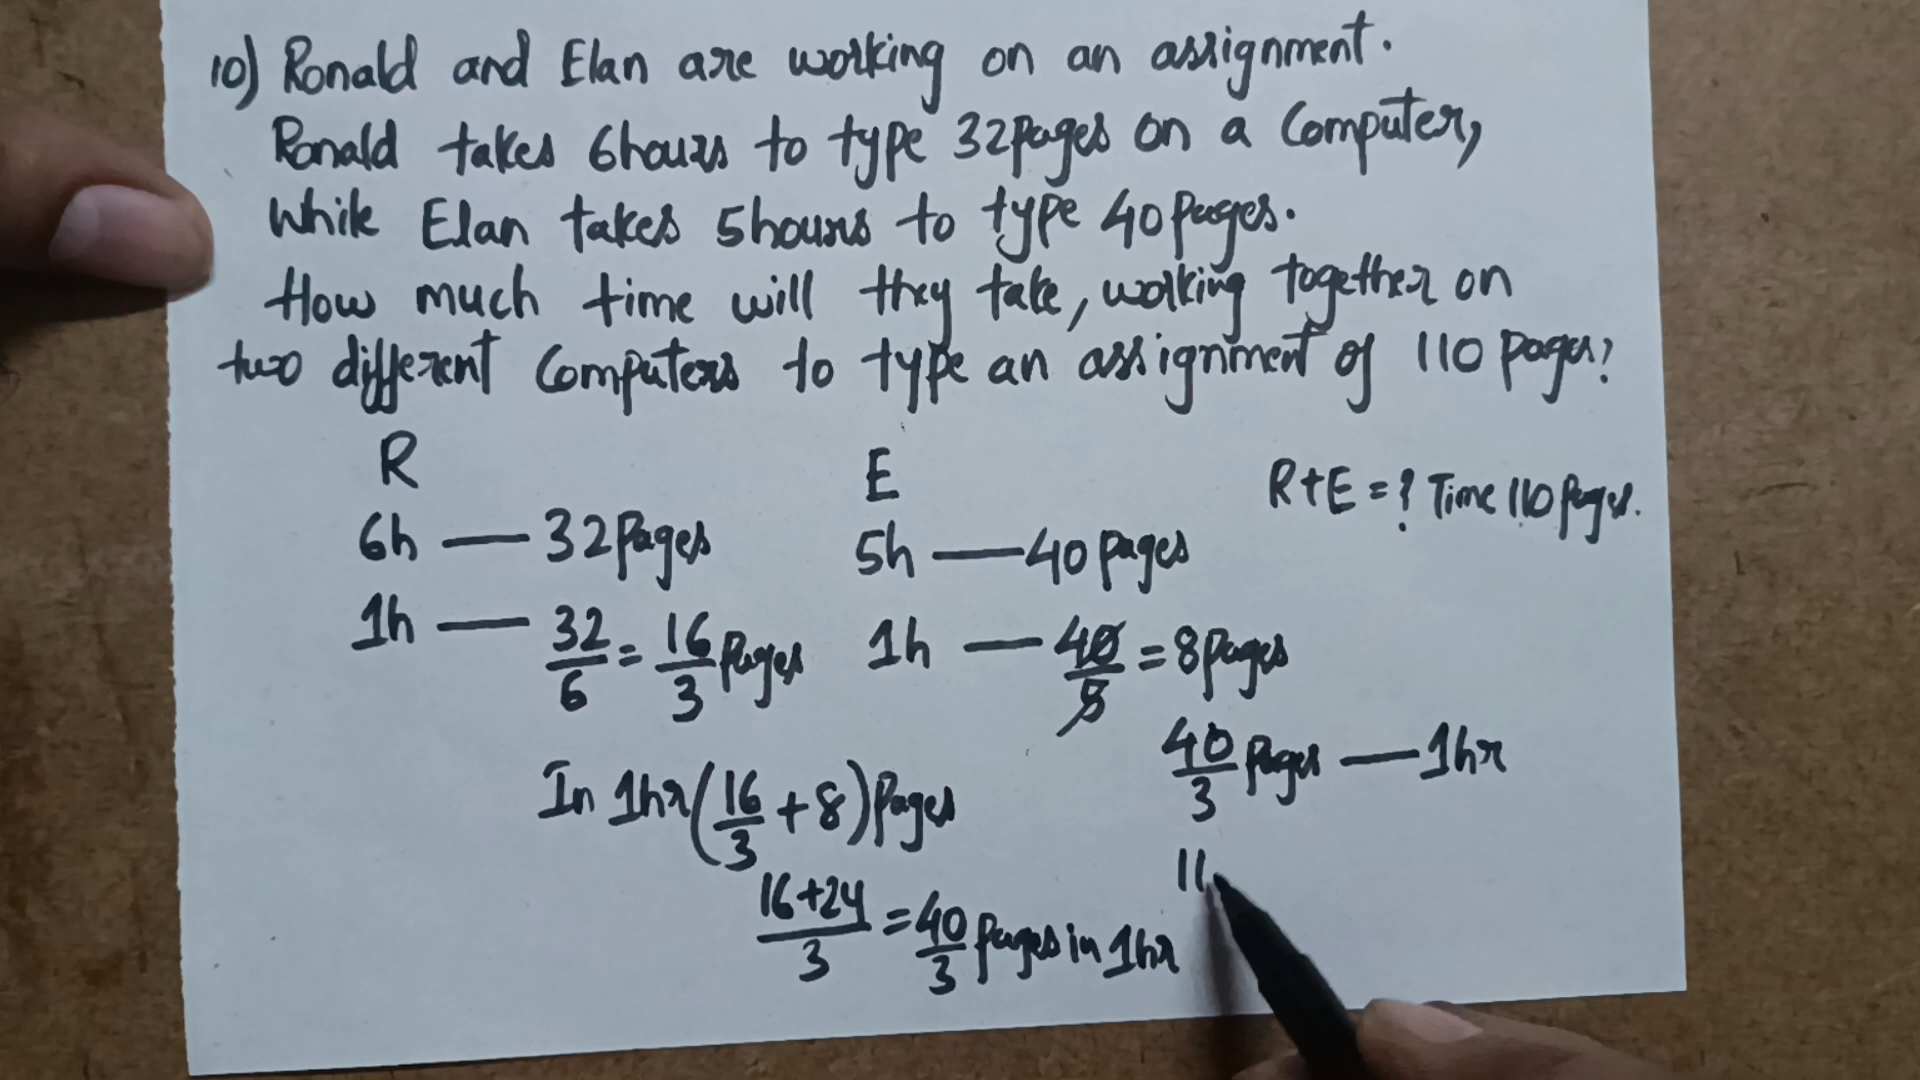 10) Ronald and Elan are working on an assignment.
Ronald takes 6hours to type 32pages on a Computer,
While Elan takes 5hours to type 40pages.
How much time will they take, working together on
two different Computers to type an assignment of 110 pages?
R
E
R+E = ? Time 110 pages.
6h — 32 Pages
5h — 40 pages
1h — 32/6 = 16/3 Pages
1h — 40/5 = 8 pages
40/3 Pages — 1hr
In 1hr (16/3 + 8) Pages
11
16+24/3 = 40/3 pages in 1hr